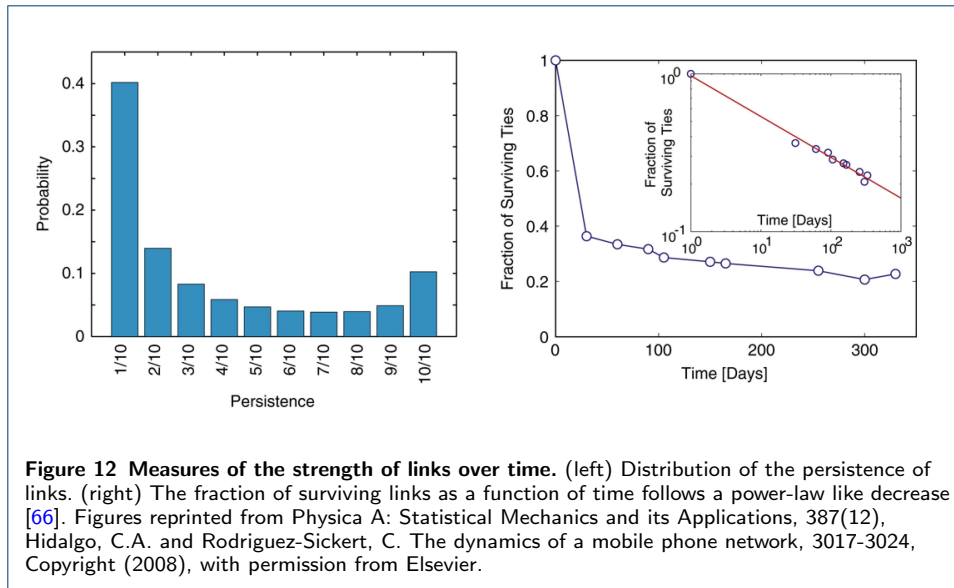 0.4
0.3
0.2
0.1
0
Probability
1/10
2/10
3/10
4/10
5/10
6/10
7/10
8/10
9/10
10/10
Persistence
1
0.8
0.6
0.4
0.2
0
Fraction of Surviving Ties
0
100
200
300
Time [Days]
10^0
10^-1
Fraction of
Surviving Ties
Time [Days]
10^0
10^1
10^2
10^3
Figure 12 Measures of the strength of links over time. (left) Distribution of the persistence of
links. (right) The fraction of surviving links as a function of time follows a power-law like decrease
[66]. Figures reprinted from Physica A: Statistical Mechanics and its Applications, 387(12),
Hidalgo, C.A. and Rodriguez-Sickert, C. The dynamics of a mobile phone network, 3017-3024,
Copyright (2008), with permission from Elsevier.